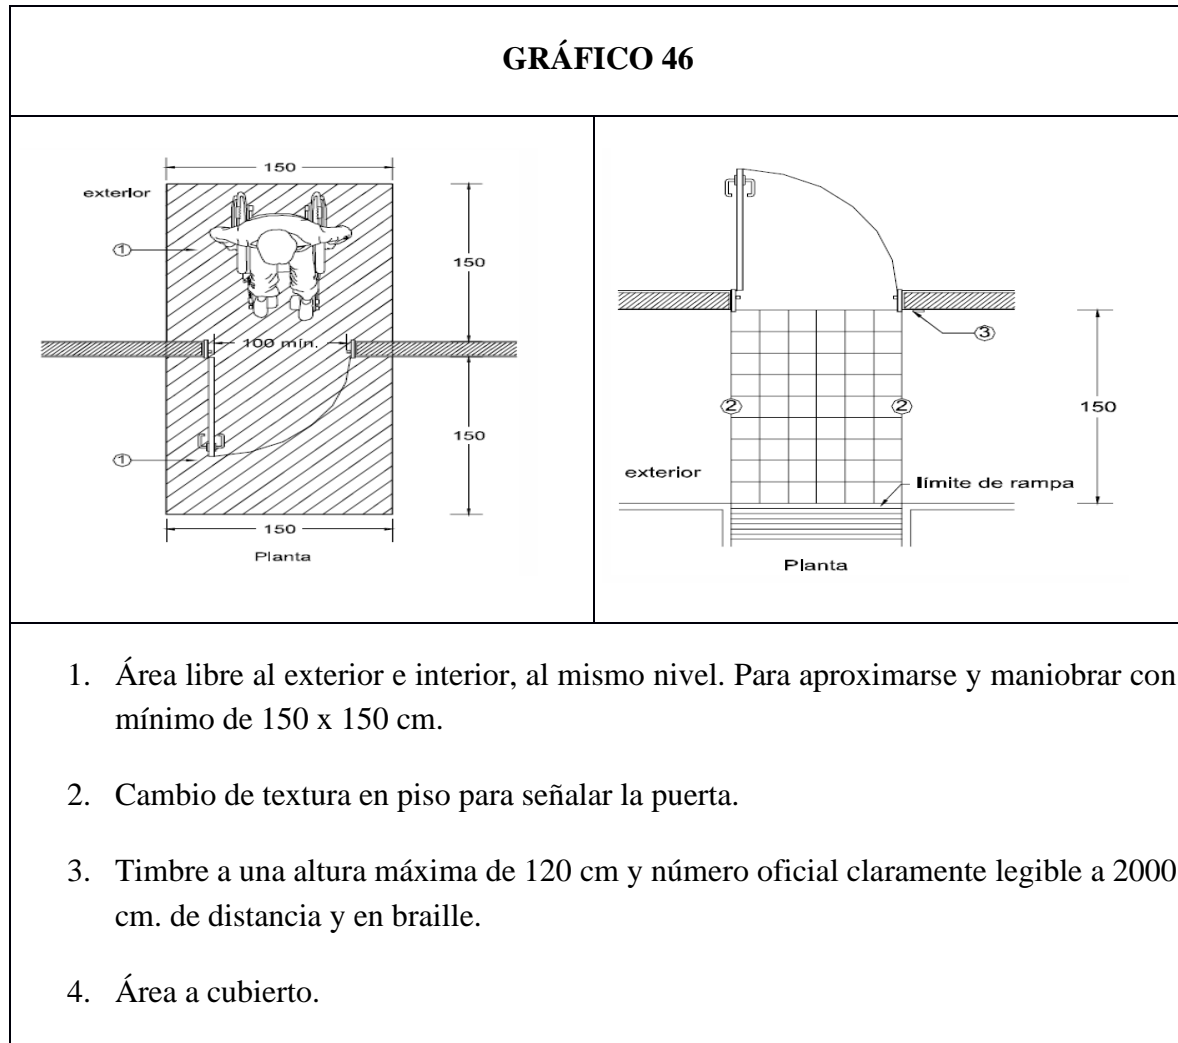 GRÁFICO 46
150
exterior
1
150
100 mín.
150
1
150
Planta
3
2
2
150
exterior
límite de rampa
Planta
1. Área libre al exterior e interior, al mismo nivel. Para aproximarse y maniobrar con
mínimo de 150 x 150 cm.
2. Cambio de textura en piso para señalar la puerta.
3. Timbre a una altura máxima de 120 cm y número oficial claramente legible a 2000
cm. de distancia y en braille.
4. Área a cubierto.